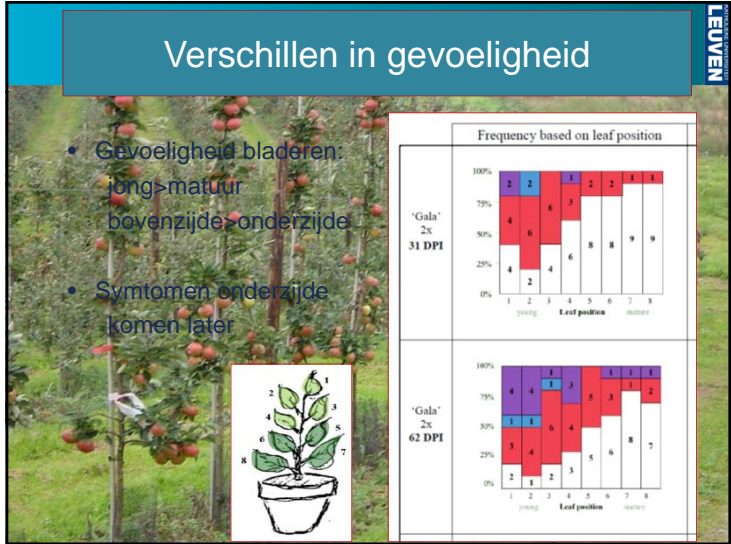 Verschillen in gevoeligheid
KATHOLIEKE UNIVERSITEIT
LEUVEN
• Gevoeligheid bladeren:
jong>matuur
bovenzijde>onderzijde
• Symtomen onderzijde
komen later
Frequency based on leaf position
'Gala'
2x
31 DPI
100%
75%
50%
25%
0%
2 2 1 1 1
4 6 6 3 2 2
4 2 4 6 8 8 9 9
1 2 3 4 5 6 7 8
young Leaf position mature
'Gala'
2x
62 DPI
100%
75%
50%
25%
0%
4 4 1 3 5 1 1 1
1 1 1
3 4 6 4 3 1 2
2 1 2 3 5 6 8 7
1 2 3 4 5 6 7 8
young Leaf position mature
1
2
3
4
5
6
7
8